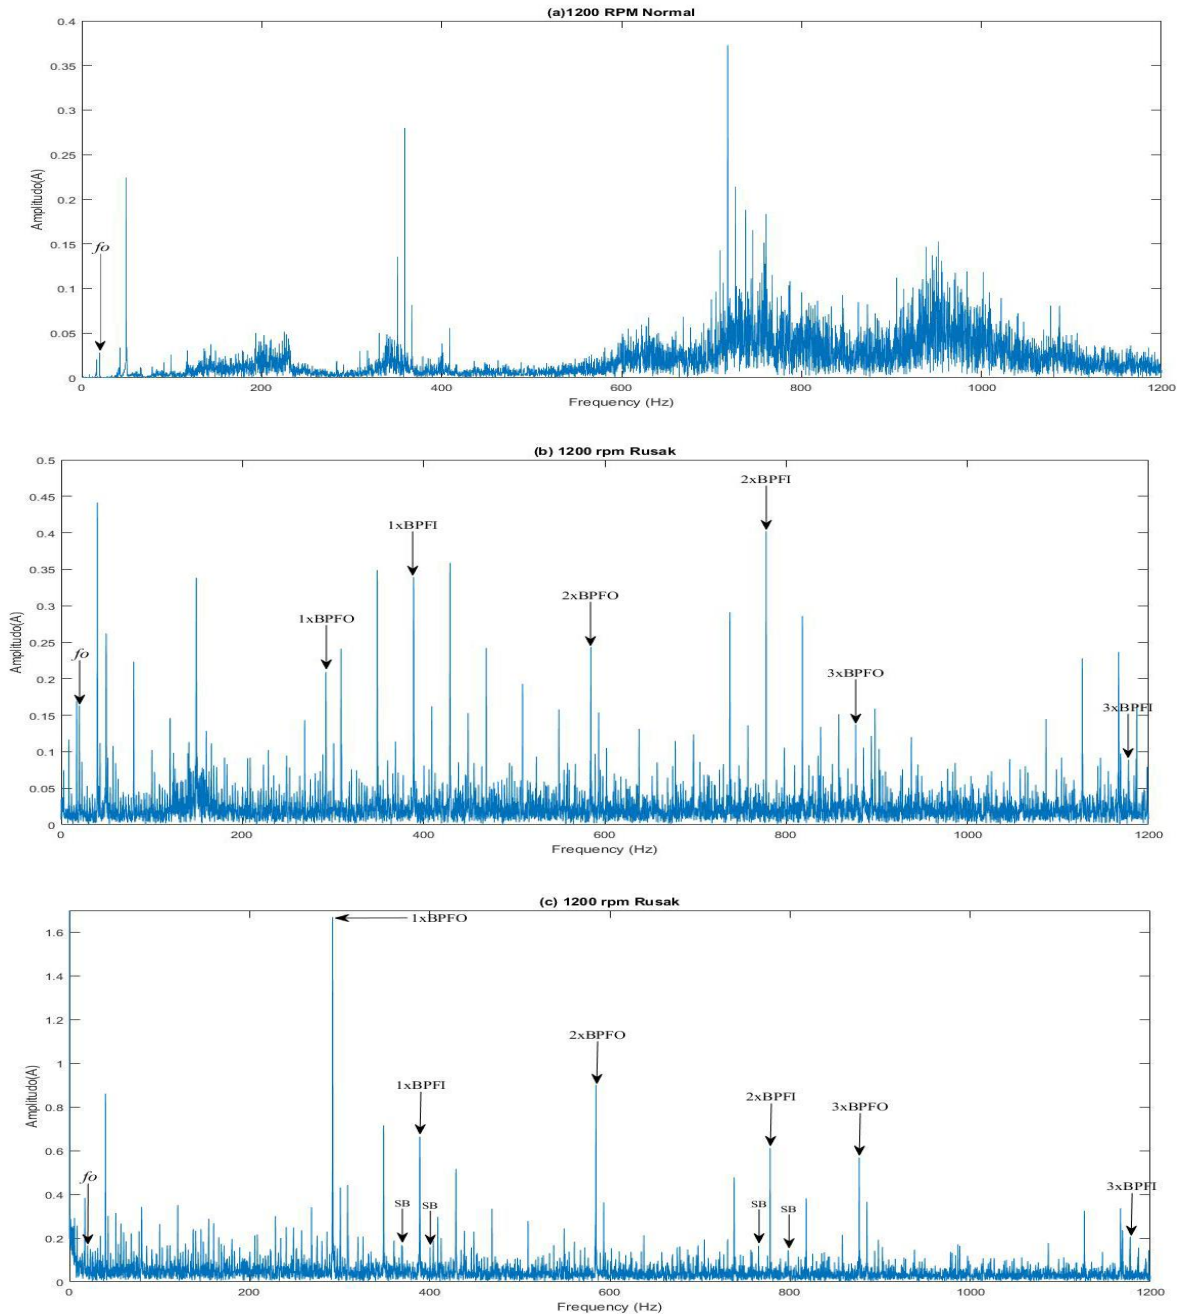 (a)1200 RPM Normal
0.4
0.35
0.3
0.25
0.2
0.15
0.1
0.05
0
Amplitudo(A)
fo
0 200 400 600 800 1000 1200
Frequency (Hz)
(b) 1200 rpm Rusak
0.5
0.45
0.4
0.35
0.3
0.25
0.2
0.15
0.1
0.05
0
Amplitudo(A)
fo
1xBPFO
1xBPFI
2xBPFO
2xBPFI
3xBPFO
3xBPFI
0 200 400 600 800 1000 1200
Frequency (Hz)
(c) 1200 rpm Rusak
1.6
1.4
1.2
1
0.8
0.6
0.4
0.2
0
Amplitudo(A)
fo
1xBPFO
1xBPFI
SB
SB
2xBPFO
2xBPFI
SB
SB
3xBPFO
3xBPFI
0 200 400 600 800 1000 1200
Frequency (Hz)